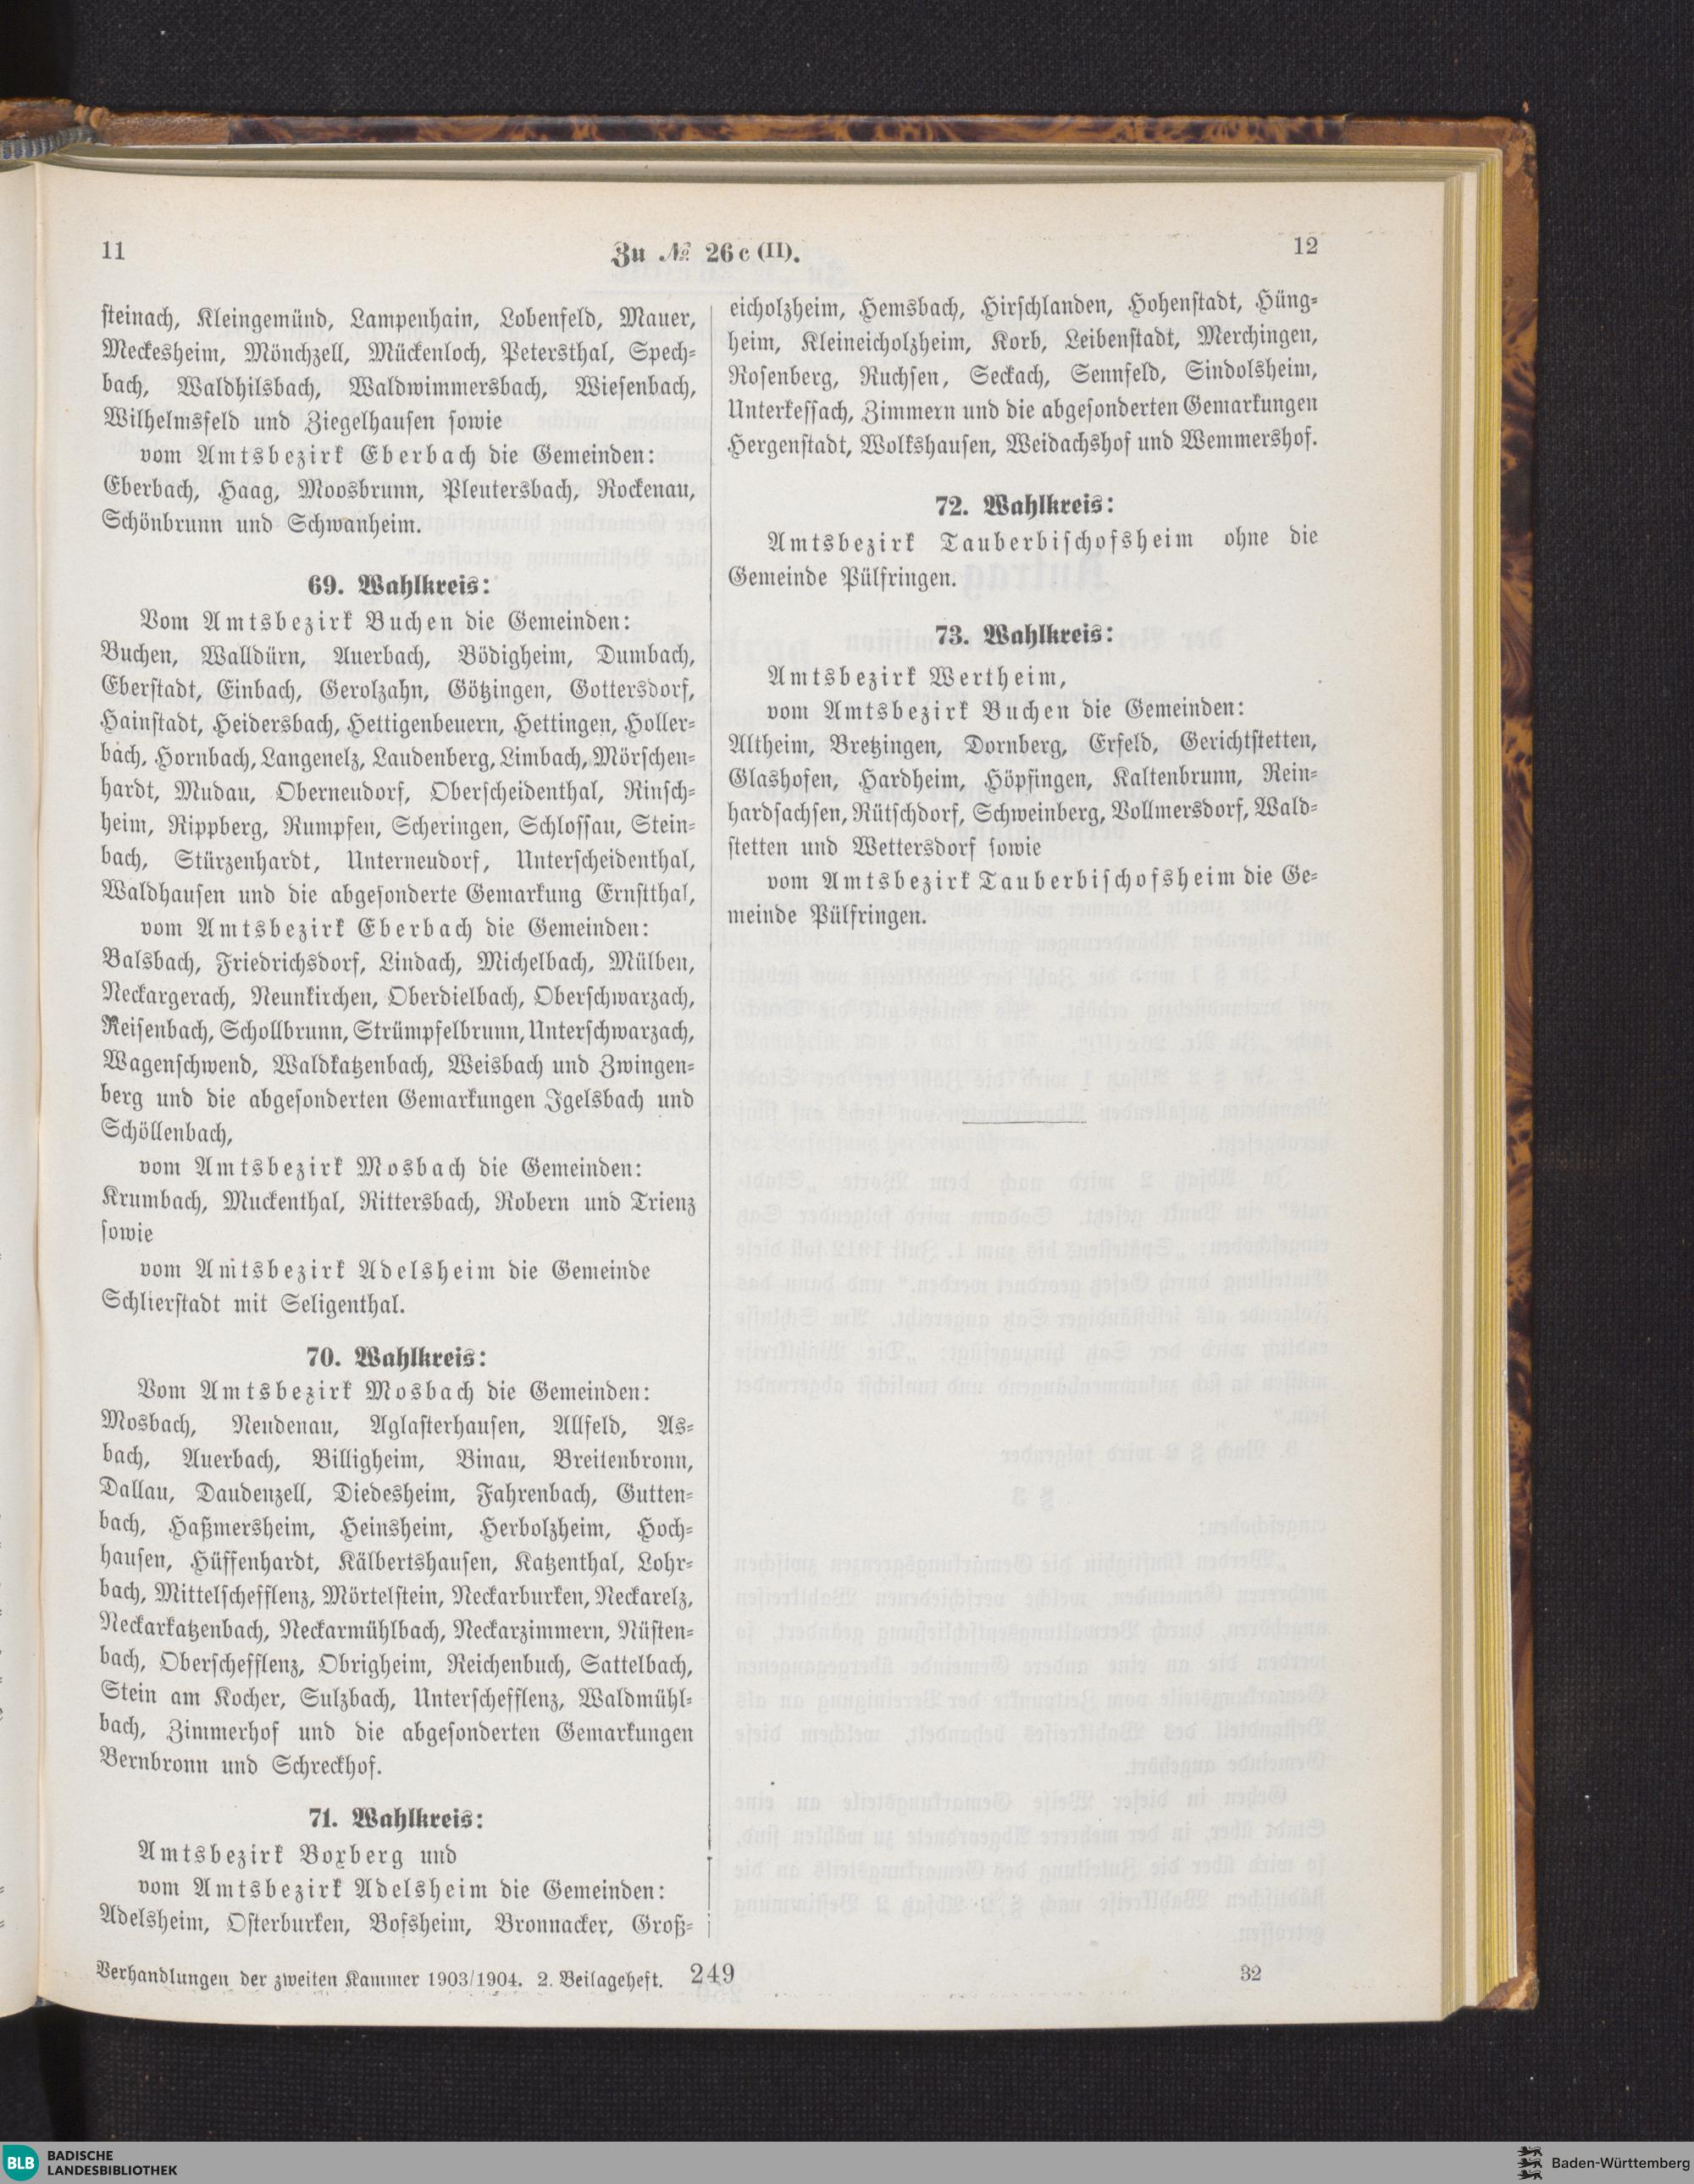 11
Zu № 26 c (II).
12
steinach, Kleingemünd, Lampenhain, Lobenfeld, Mauer,
Meckesheim, Mönchzell, Mückenloch, Petersthal, Spech-
bach, Waldhilsbach, Waldwimmersbach, Wiesenbach,
Wilhelmsfeld und Ziegelhausen sowie
vom Amtsbezirk Eberbach die Gemeinden:
Eberbach, Haag, Moosbrunn, Pleutersbach, Rockenau,
Schönbrunn und Schwanheim.
69. Wahlkreis:
Vom Amtsbezirk Buchen die Gemeinden:
Buchen, Walldürn, Auerbach, Bödigheim, Dumbach,
Eberstadt, Einbach, Gerolzahn, Götzingen, Gottersdorf,
Hainstadt, Heidersbach, Hettigenbeuern, Hettingen, Holler-
bach, Hornbach, Langenelz, Laudenberg, Limbach, Mörschen-
hardt, Mudau, Oberneudorf, Oberscheidenthal, Rinsch-
heim, Rippberg, Rumpfen, Scheringen, Schlossau, Stein-
bach, Stürzenhardt, Unterneudorf, Unterscheidenthal,
Waldhausen und die abgesonderte Gemarkung Ernstthal,
vom Amtsbezirk Eberbach die Gemeinden:
Balsbach, Friedrichsdorf, Lindach, Michelbach, Mülben,
Neckargerach, Neunkirchen, Oberdielbach, Oberschwarzach,
Reisenbach, Schollbrunn, Strümpfelbrunn, Unterschwarzach,
Wagenschwend, Waldkatzenbach, Weisbach und Zwingen-
berg und die abgesonderten Gemarkungen Igelsbach und
Schöllenbach,
vom Amtsbezirk Mosbach die Gemeinden:
Krumbach, Muckenthal, Rittersbach, Robern und Trienz
sowie
vom Amtsbezirk Adelsheim die Gemeinde
Schlierstadt mit Seligenthal.
70. Wahlkreis:
Vom Amtsbezirk Mosbach die Gemeinden:
Mosbach, Neudenau, Aglasterhausen, Allfeld, As-
bach, Auerbach, Billigheim, Binau, Breitenbronn,
Dallau, Daudenzell, Diedesheim, Fahrenbach, Gutten-
bach, Haßmersheim, Heinsheim, Herbolzheim, Hoch-
hausen, Hüffenhardt, Kälbertshausen, Katzenthal, Lohr-
bach, Mittelschefflenz, Mörtelstein, Neckarburken, Neckarelz,
Neckarkatzenbach, Neckarmühlbach, Neckarzimmern, Nüsten-
bach, Oberschefflenz, Obrigheim, Reichenbuch, Sattelbach,
Stein am Kocher, Sulzbach, Unterschefflenz, Waldmühl-
bach, Zimmerhof und die abgesonderten Gemarkungen
Bernbronn und Schreckhof.
71. Wahlkreis:
Amtsbezirk Boxberg und
vom Amtsbezirk Adelsheim die Gemeinden:
Adelsheim, Osterburken, Bofsheim, Bronnacker, Groß-
eicholzheim, Hemsbach, Hirschlanden, Hohenstadt, Hüng-
heim, Kleineicholzheim, Korb, Leibenstadt, Merchingen,
Rosenberg, Ruchsen, Seckach, Sennfeld, Sindolsheim,
Unterkessach, Zimmern und die abgesonderten Gemarkungen
Hergenstadt, Wolkshausen, Weidachshof und Wemmershof.
72. Wahlkreis:
Amtsbezirk Tauberbischofsheim ohne die
Gemeinde Pülfringen.
73. Wahlkreis:
Amtsbezirk Wertheim,
vom Amtsbezirk Buchen die Gemeinden:
Altheim, Bretzingen, Dornberg, Erfeld, Gerichtstetten,
Glashofen, Hardheim, Höpfingen, Kaltenbrunn, Rein-
hardsachsen, Rütschdorf, Schweinberg, Vollmersdorf, Wald-
stetten und Wettersdorf sowie
vom Amtsbezirk Tauberbischofsheim die Ge-
meinde Pülfringen.
Verhandlungen der zweiten Kammer 1903/1904. 2. Beilageheft.
249
32
BLB BADISCHE
LANDESBIBLIOTHEK
Baden-Württemberg